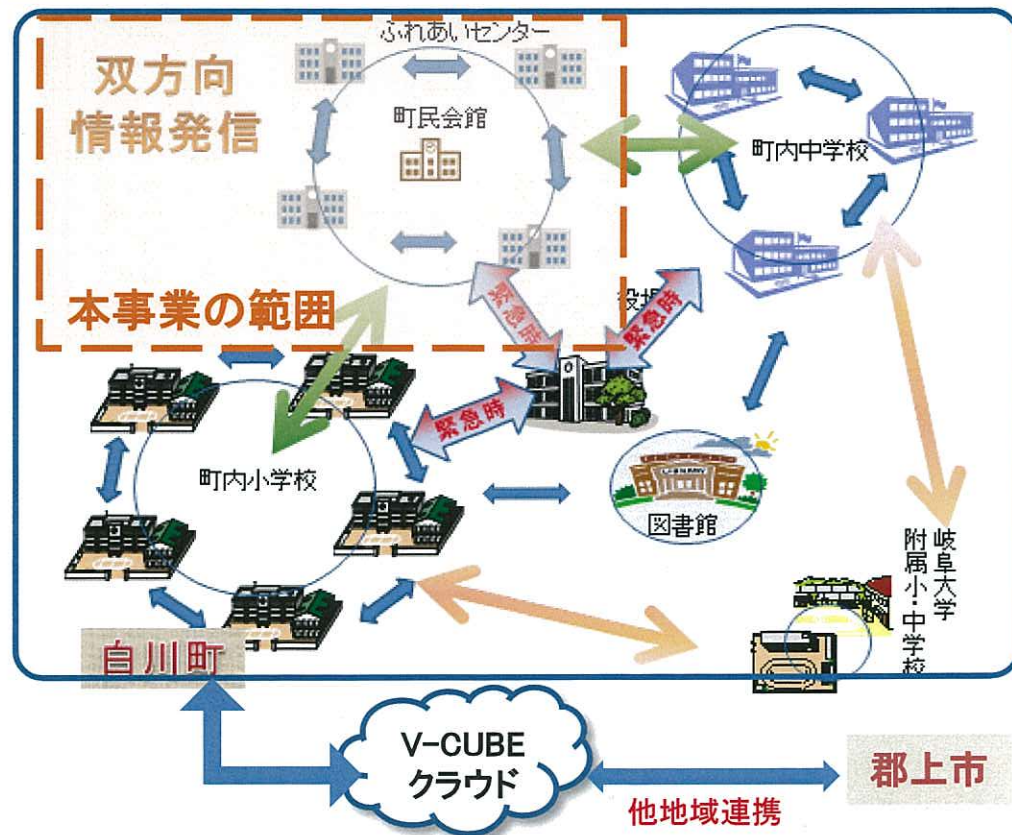 ふれあいセンター
双方向
情報発信
町民会館
町内中学校
本事業の範囲
緊急時
緊急時
緊急時
町内小学校
LIBRARY
図書館
岐阜大学
附属小・中学校
白川町
V-CUBE
クラウド
郡上市
他地域連携